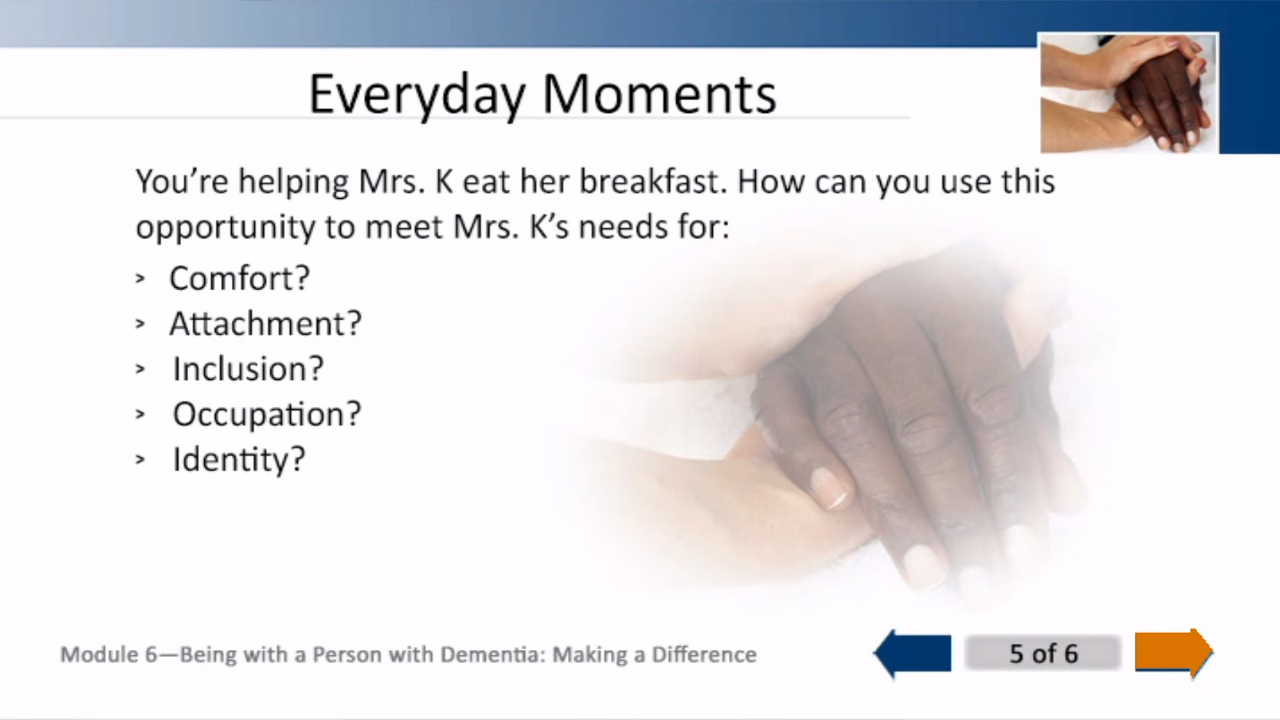 Everyday Moments
You’re helping Mrs. K eat her breakfast. How can you use this
opportunity to meet Mrs. K’s needs for:
> Comfort?
> Attachment?
> Inclusion?
> Occupation?
> Identity?
Module 6—Being with a Person with Dementia: Making a Difference
5 of 6